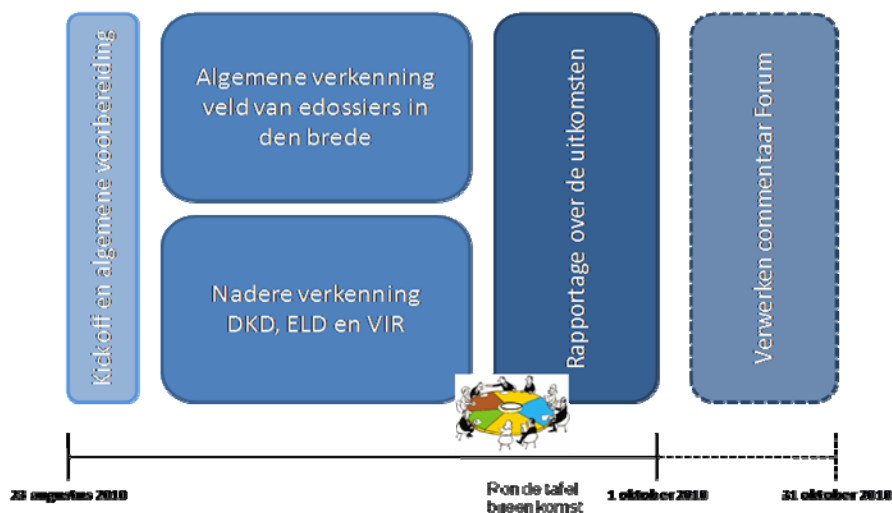 Kickoff en algemene voorbereiding
Algemene verkenning
veld van edossiers in
den brede
Nadere verkenning
DKD, ELD en VIR
Rapportage over de uitkomsten
Verwerken commentaar Forum
23 augustus 2010
Ronde tafel
bijeenkomst
1 oktober 2010
31 oktober 2010